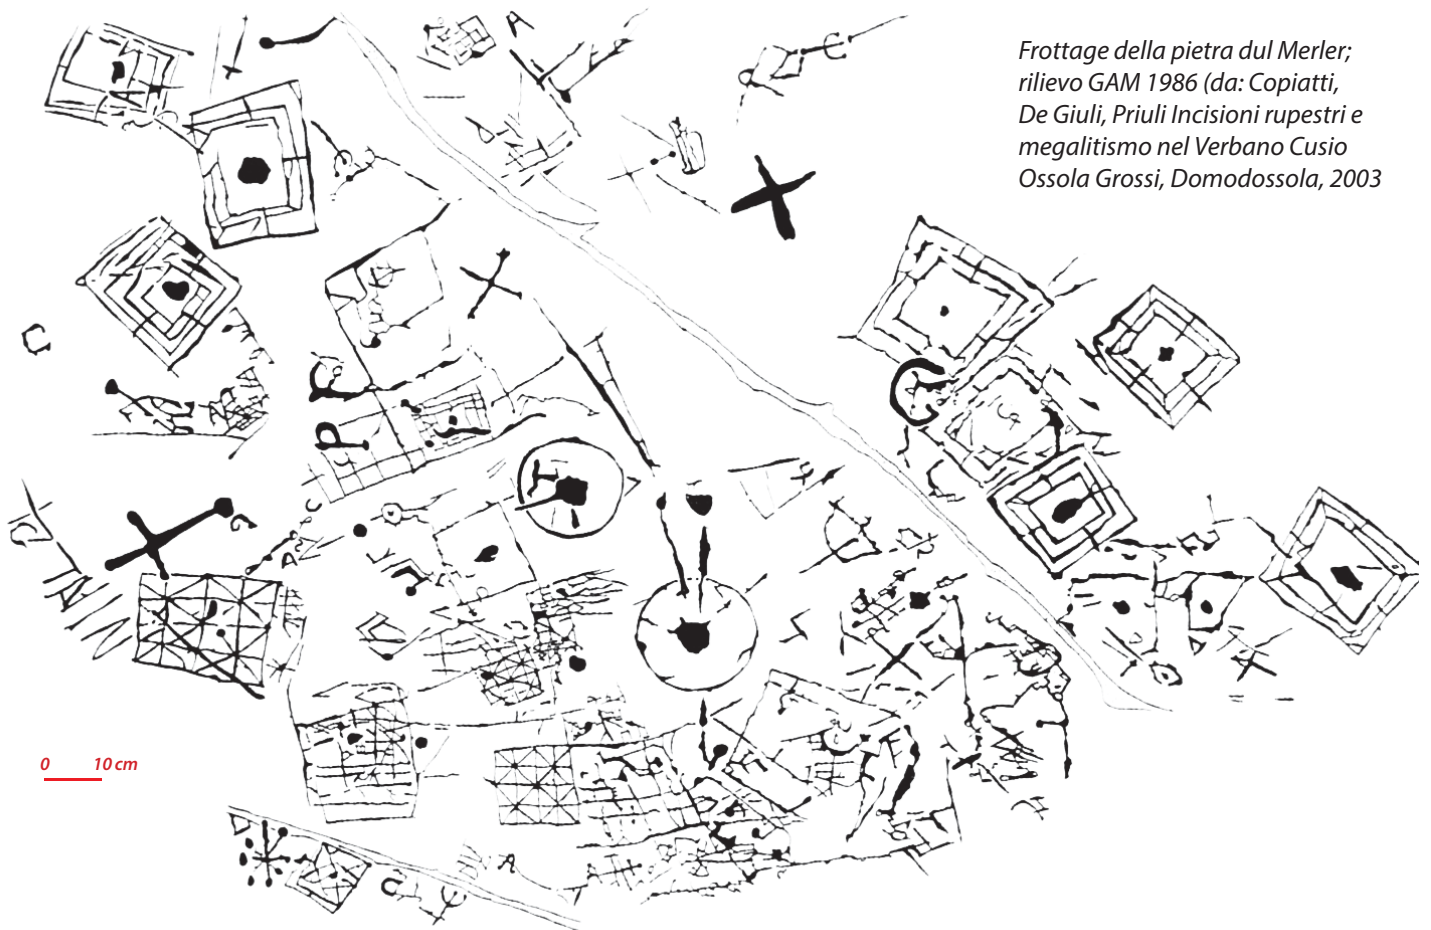 Frottage della pietra dul Merler;
rilievo GAM 1986 (da: Copiatti,
De Giuli, Priuli Incisioni rupestri e
megalitismo nel Verbano Cusio
Ossola Grossi, Domodossola, 2003
0 10 cm